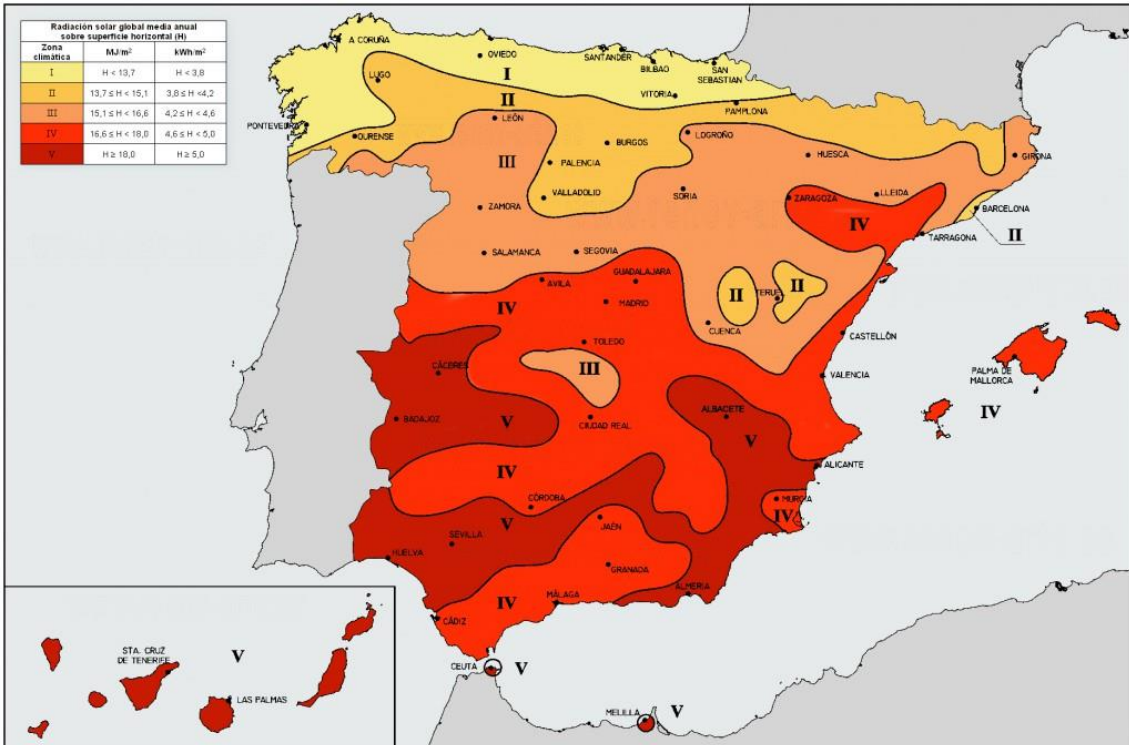 Radiación solar global media anual
sobre superficie horizontal (H)
Zona climática MJ/m² kWh/m²
I H < 13,7 H < 3,8
II 13,7 ≤ H < 15,1 3,8 ≤ H <4,2
III 15,1 ≤ H < 16,6 4,2 ≤ H < 4,6
IV 16,6 ≤ H < 18,0 4,6 ≤ H < 5,0
V H ≥ 18,0 H ≥ 5,0
A CORUÑA
OVIEDO
SANTANDER
BILBAO
SAN
SEBASTIAN
I
LUGO
VITORIA
II
PAMPLONA
PONTEVEDRA
LEÓN
OURENSE
BURGOS
LOGROÑO
III
PALENCIA
HUESCA
GIRONA
VALLADOLIO
SORIA
ZARAGOZA
LLEIDA
ZAMORA
BARCELONA
IV
TARRAGONA
II
SALAMANCA
SEGOVIA
AVILA
GUADALAJARA
II
II
TERUEL
IV
MADRID
CUENCA
CASTELLÓN
TOLEDO
CÁCERES
III
VALENCIA
PALMA DE
MALLORCA
IV
BADAJOZ
V
CIUDAD REAL
ALBACETE
V
IV
ALICANTE
CÓRDOBA
MURCIA
IV
V
JAÉN
SEVILLA
HUELVA
GRANADA
ALMERIA
IV
MÁLAGA
CÁDIZ
STA. CRUZ
DE TENERIFE
V
LAS PALMAS
CEUTA
V
MELILLA
V